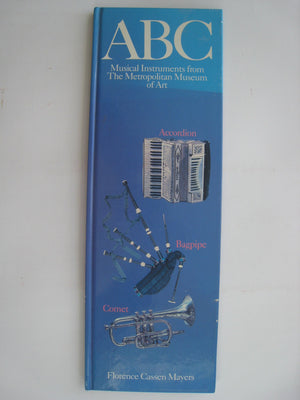 ABC
Musical Instruments from
The Metropolitan Museum
of Art
Accordion
Bagpipe
Cornet
Florence Cassen Mayers